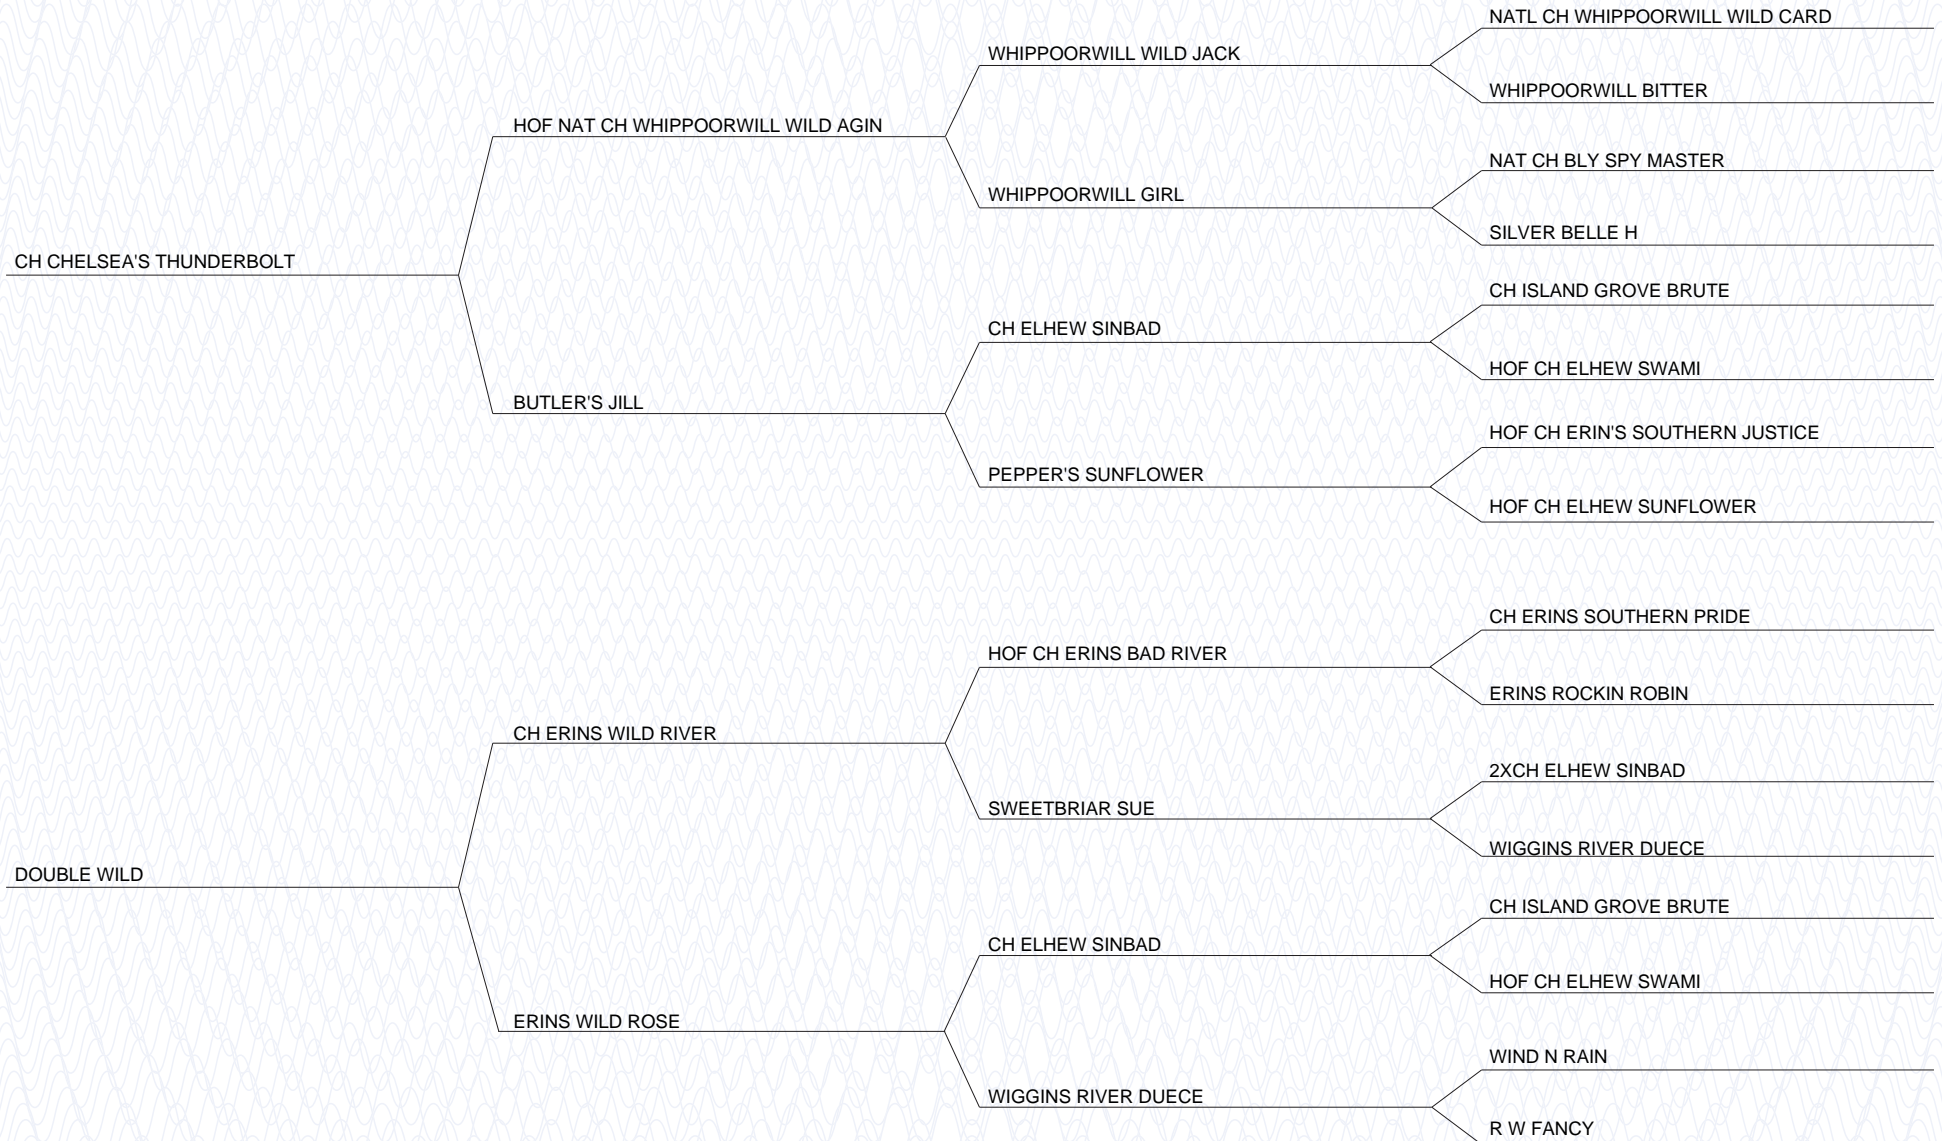 NATL CH WHIPPOORWILL WILD CARD
WHIPPOORWILL WILD JACK
WHIPPOORWILL BITTER
HOF NAT CH WHIPPOORWILL WILD AGIN
NAT CH BLY SPY MASTER
WHIPPOORWILL GIRL
SILVER BELLE H
CH CHELSEA'S THUNDERBOLT
CH ISLAND GROVE BRUTE
CH ELHEW SINBAD
HOF CH ELHEW SWAMI
BUTLER'S JILL
HOF CH ERIN'S SOUTHERN JUSTICE
PEPPER'S SUNFLOWER
HOF CH ELHEW SUNFLOWER
CH ERINS SOUTHERN PRIDE
HOF CH ERINS BAD RIVER
ERINS ROCKIN ROBIN
CH ERINS WILD RIVER
2XCH ELHEW SINBAD
SWEETBRIAR SUE
WIGGINS RIVER DUECE
DOUBLE WILD
CH ISLAND GROVE BRUTE
CH ELHEW SINBAD
HOF CH ELHEW SWAMI
ERINS WILD ROSE
WIND N RAIN
WIGGINS RIVER DUECE
R W FANCY